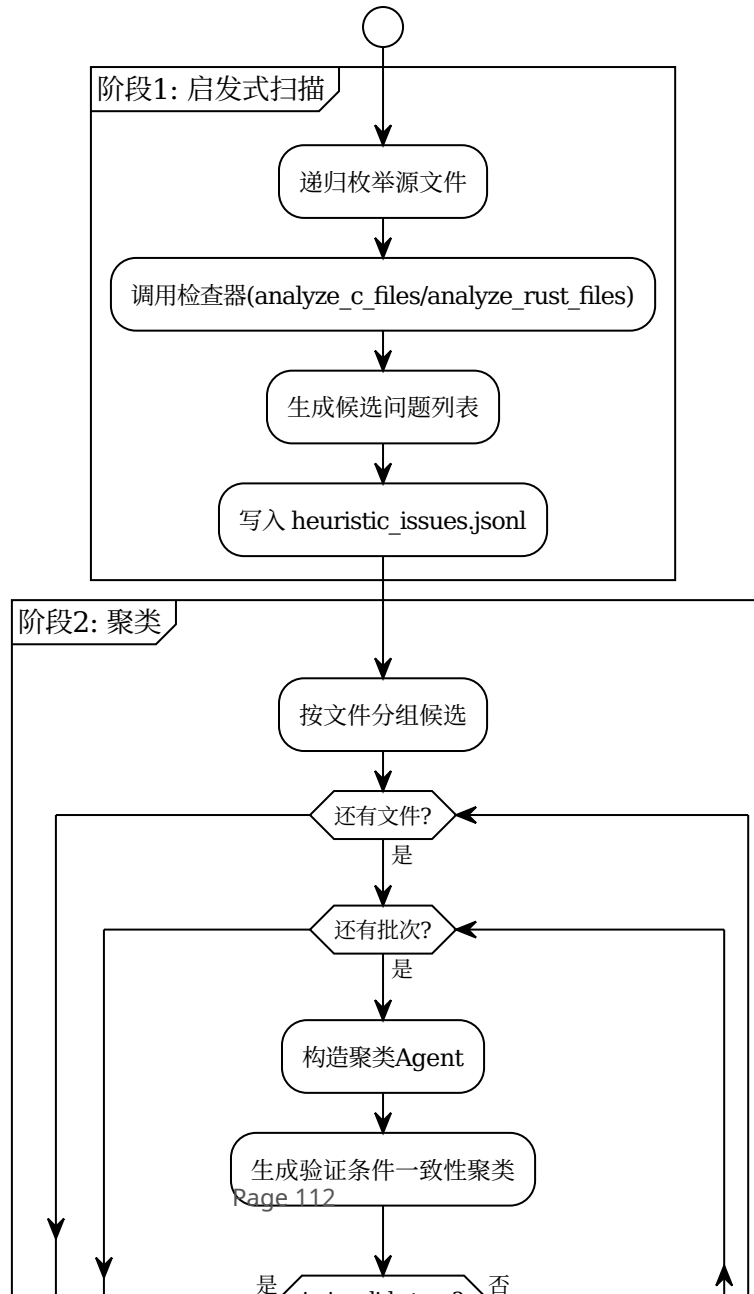 阶段1: 启发式扫描
递归枚举源文件
调用检查器(analyze_c_files/analyze_rust_files)
生成候选问题列表
写入 heuristic_issues.jsonl
阶段2: 聚类
按文件分组候选
还有文件?
是
还有批次?
是
构造聚类Agent
生成验证条件一致性聚类
Page 112
是
否